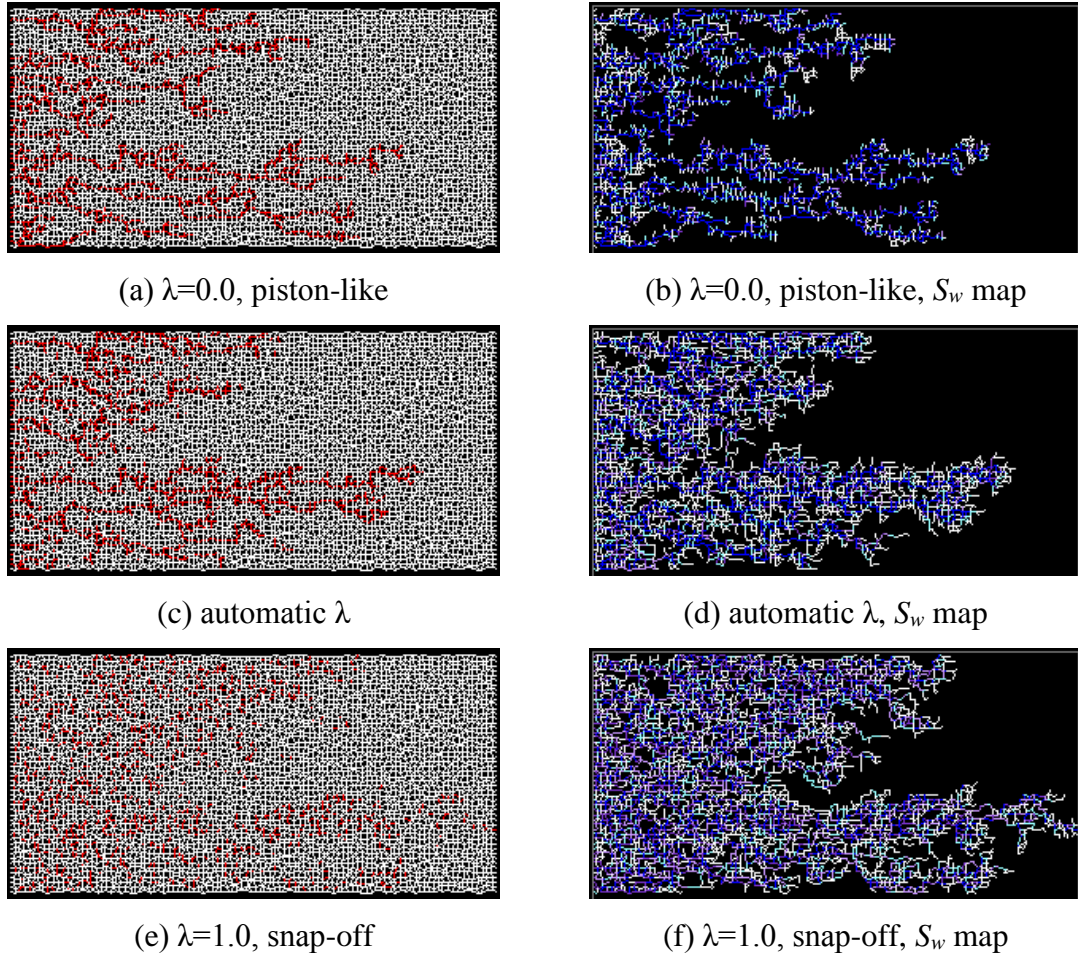 (a) λ=0.0, piston-like
(b) λ=0.0, piston-like, Sw map
(c) automatic λ
(d) automatic λ, Sw map
(e) λ=1.0, snap-off
(f) λ=1.0, snap-off, Sw map